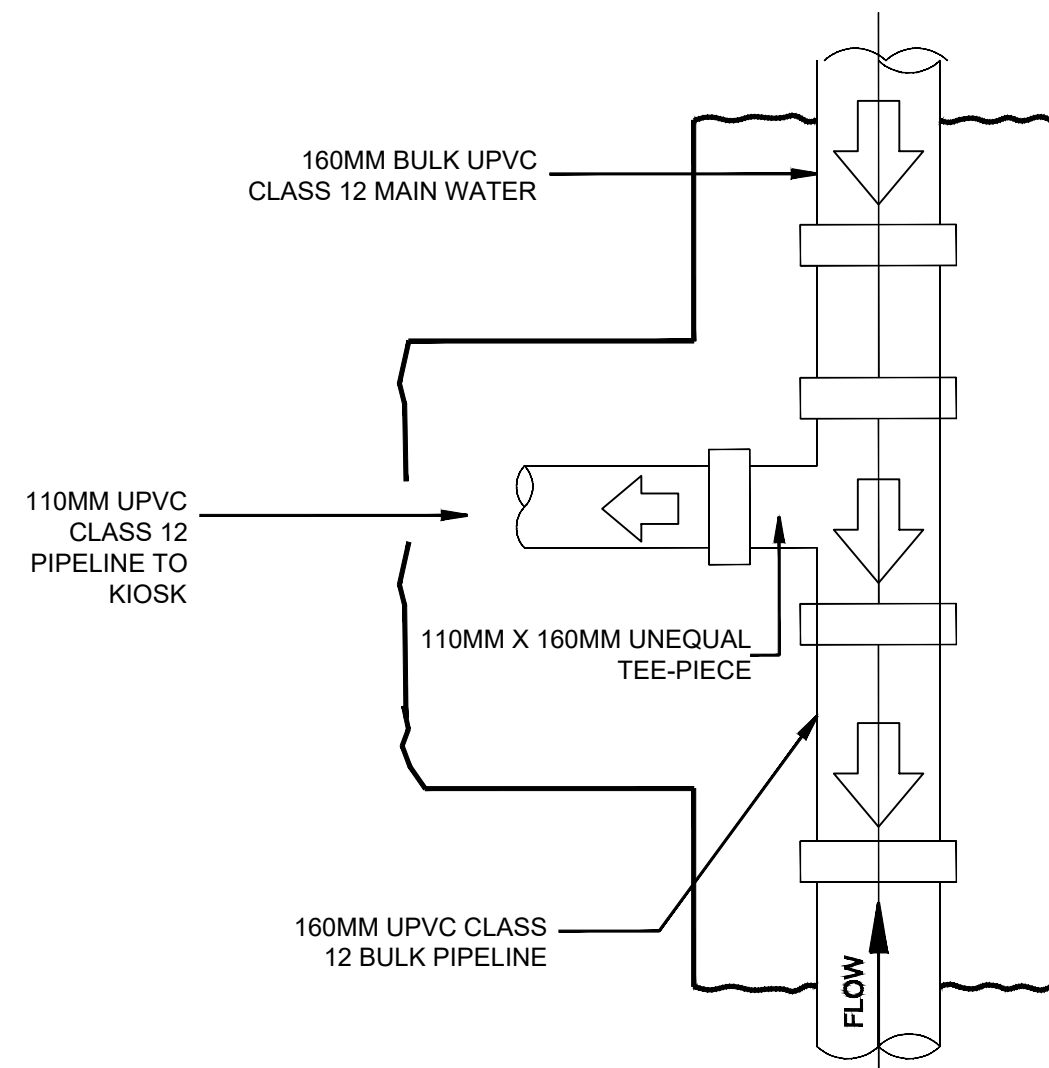 160MM BULK UPVC
CLASS 12 MAIN WATER
110MM UPVC
CLASS 12
PIPELINE TO
KIOSK
110MM X 160MM UNEQUAL
TEE-PIECE
160MM UPVC CLASS
12 BULK PIPELINE
FLOW